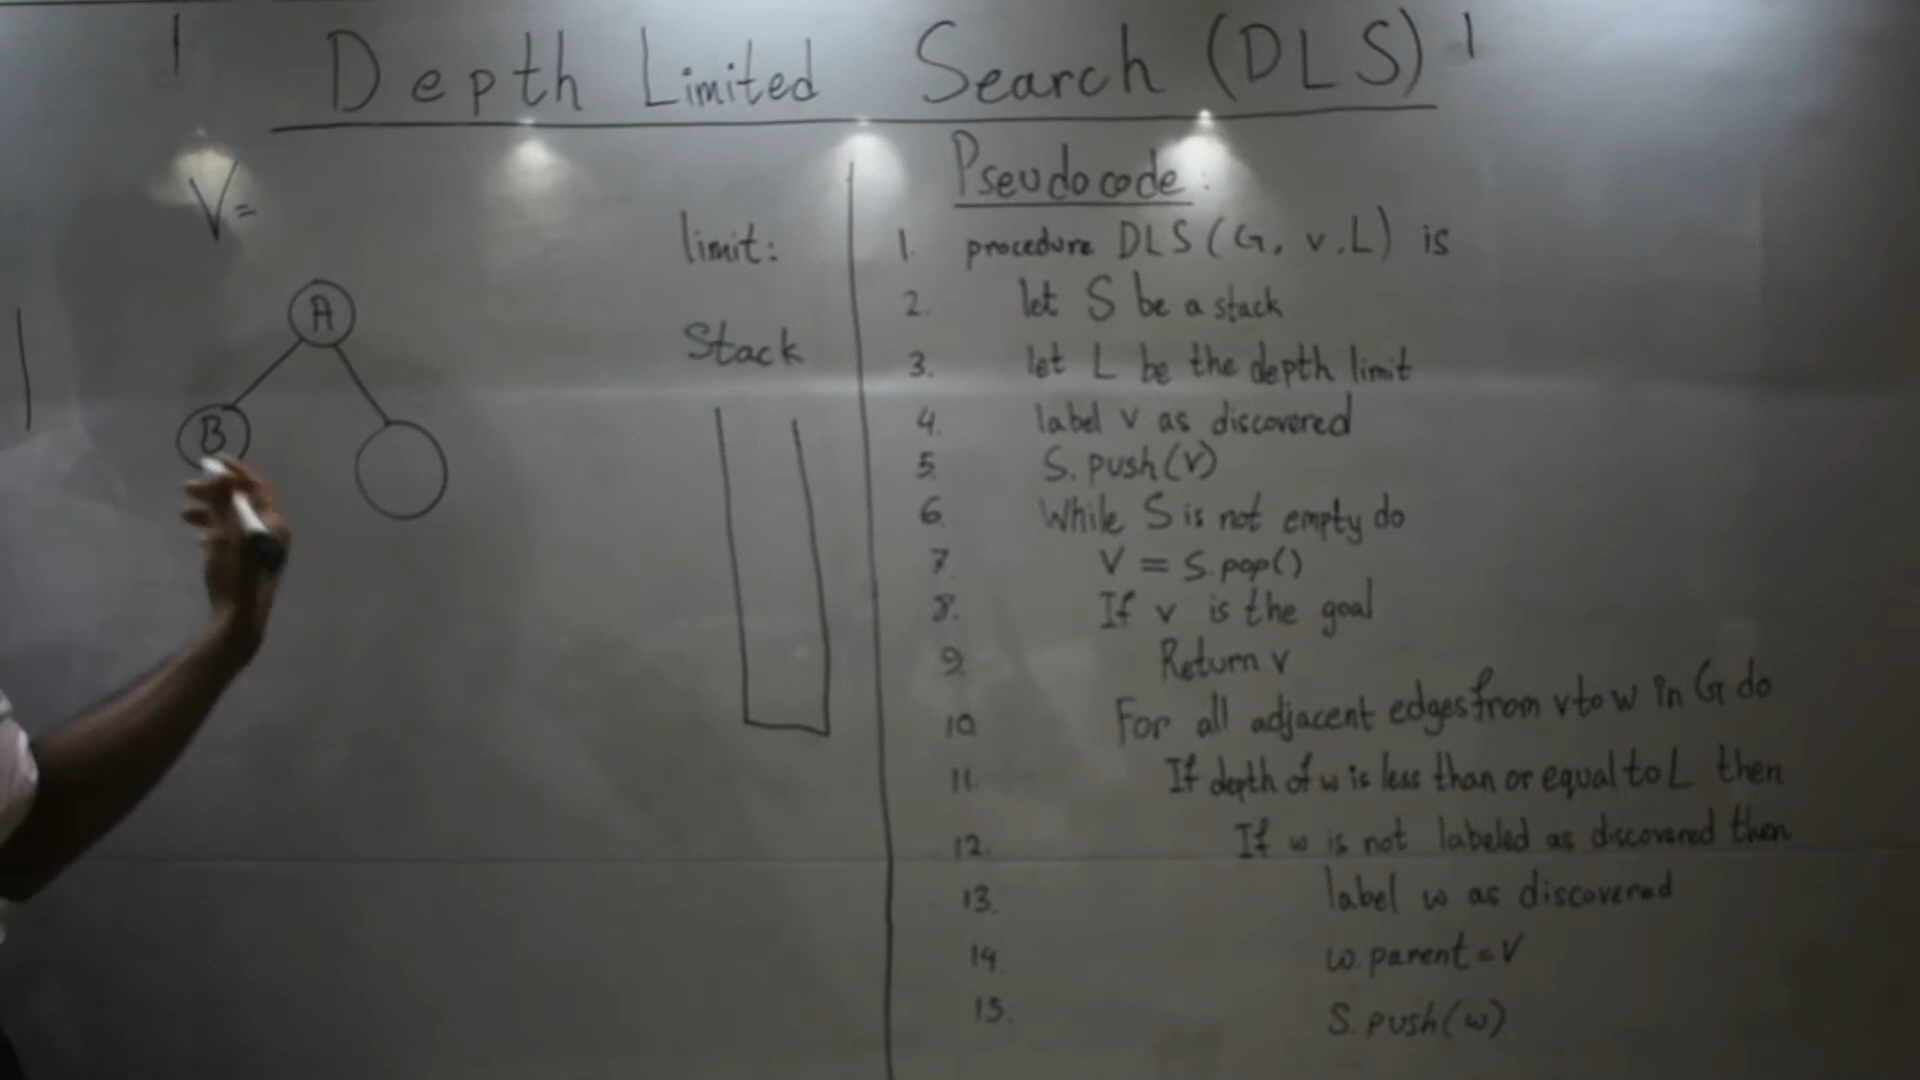 Depth Limited Search (DLS)
V=
A
B
limit:
Stack
Pseudocode:
1. procedure DLS(G, v, L) is
2. let S be a stack
3. let L be the depth limit
4. label v as discovered
5. S.push(v)
6. While S is not empty do
7. V = S.pop()
8. If v is the goal
9. Return v
10. For all adjacent edges from v to w in G do
11. If depth of w is less than or equal to L then
12. If w is not labeled as discovered then
13. label w as discovered
14. w.parent = V
15. S.push(w)